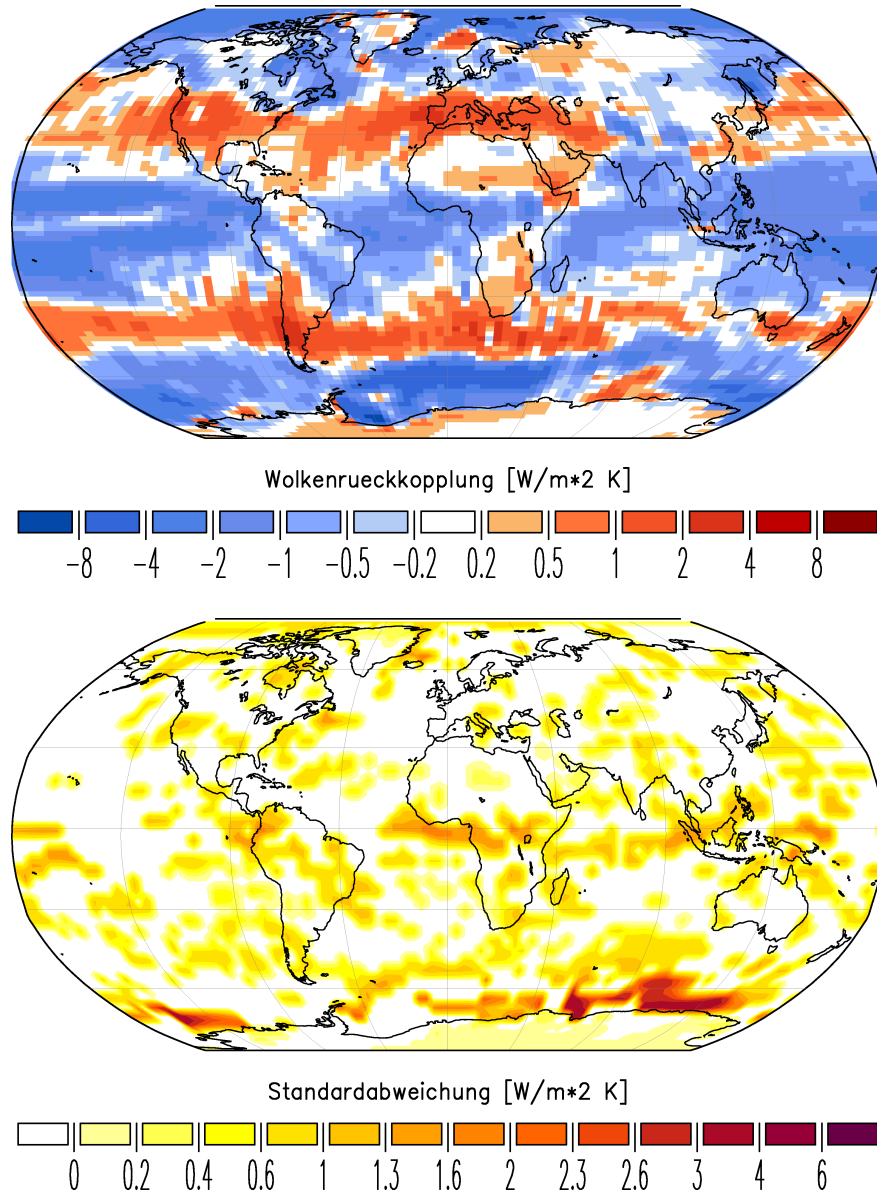 Wolkenrueckkopplung [W/m*2 K]
-8 -4 -2 -1 -0.5 -0.2 0.2 0.5 1 2 4 8
Standardabweichung [W/m*2 K]
0 0.2 0.4 0.6 1 1.3 1.6 2 2.3 2.6 3 4 6